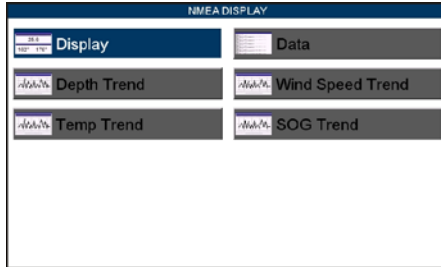 NMEA DISPLAY
Display
Data
Depth Trend
Wind Speed Trend
Temp Trend
SOG Trend